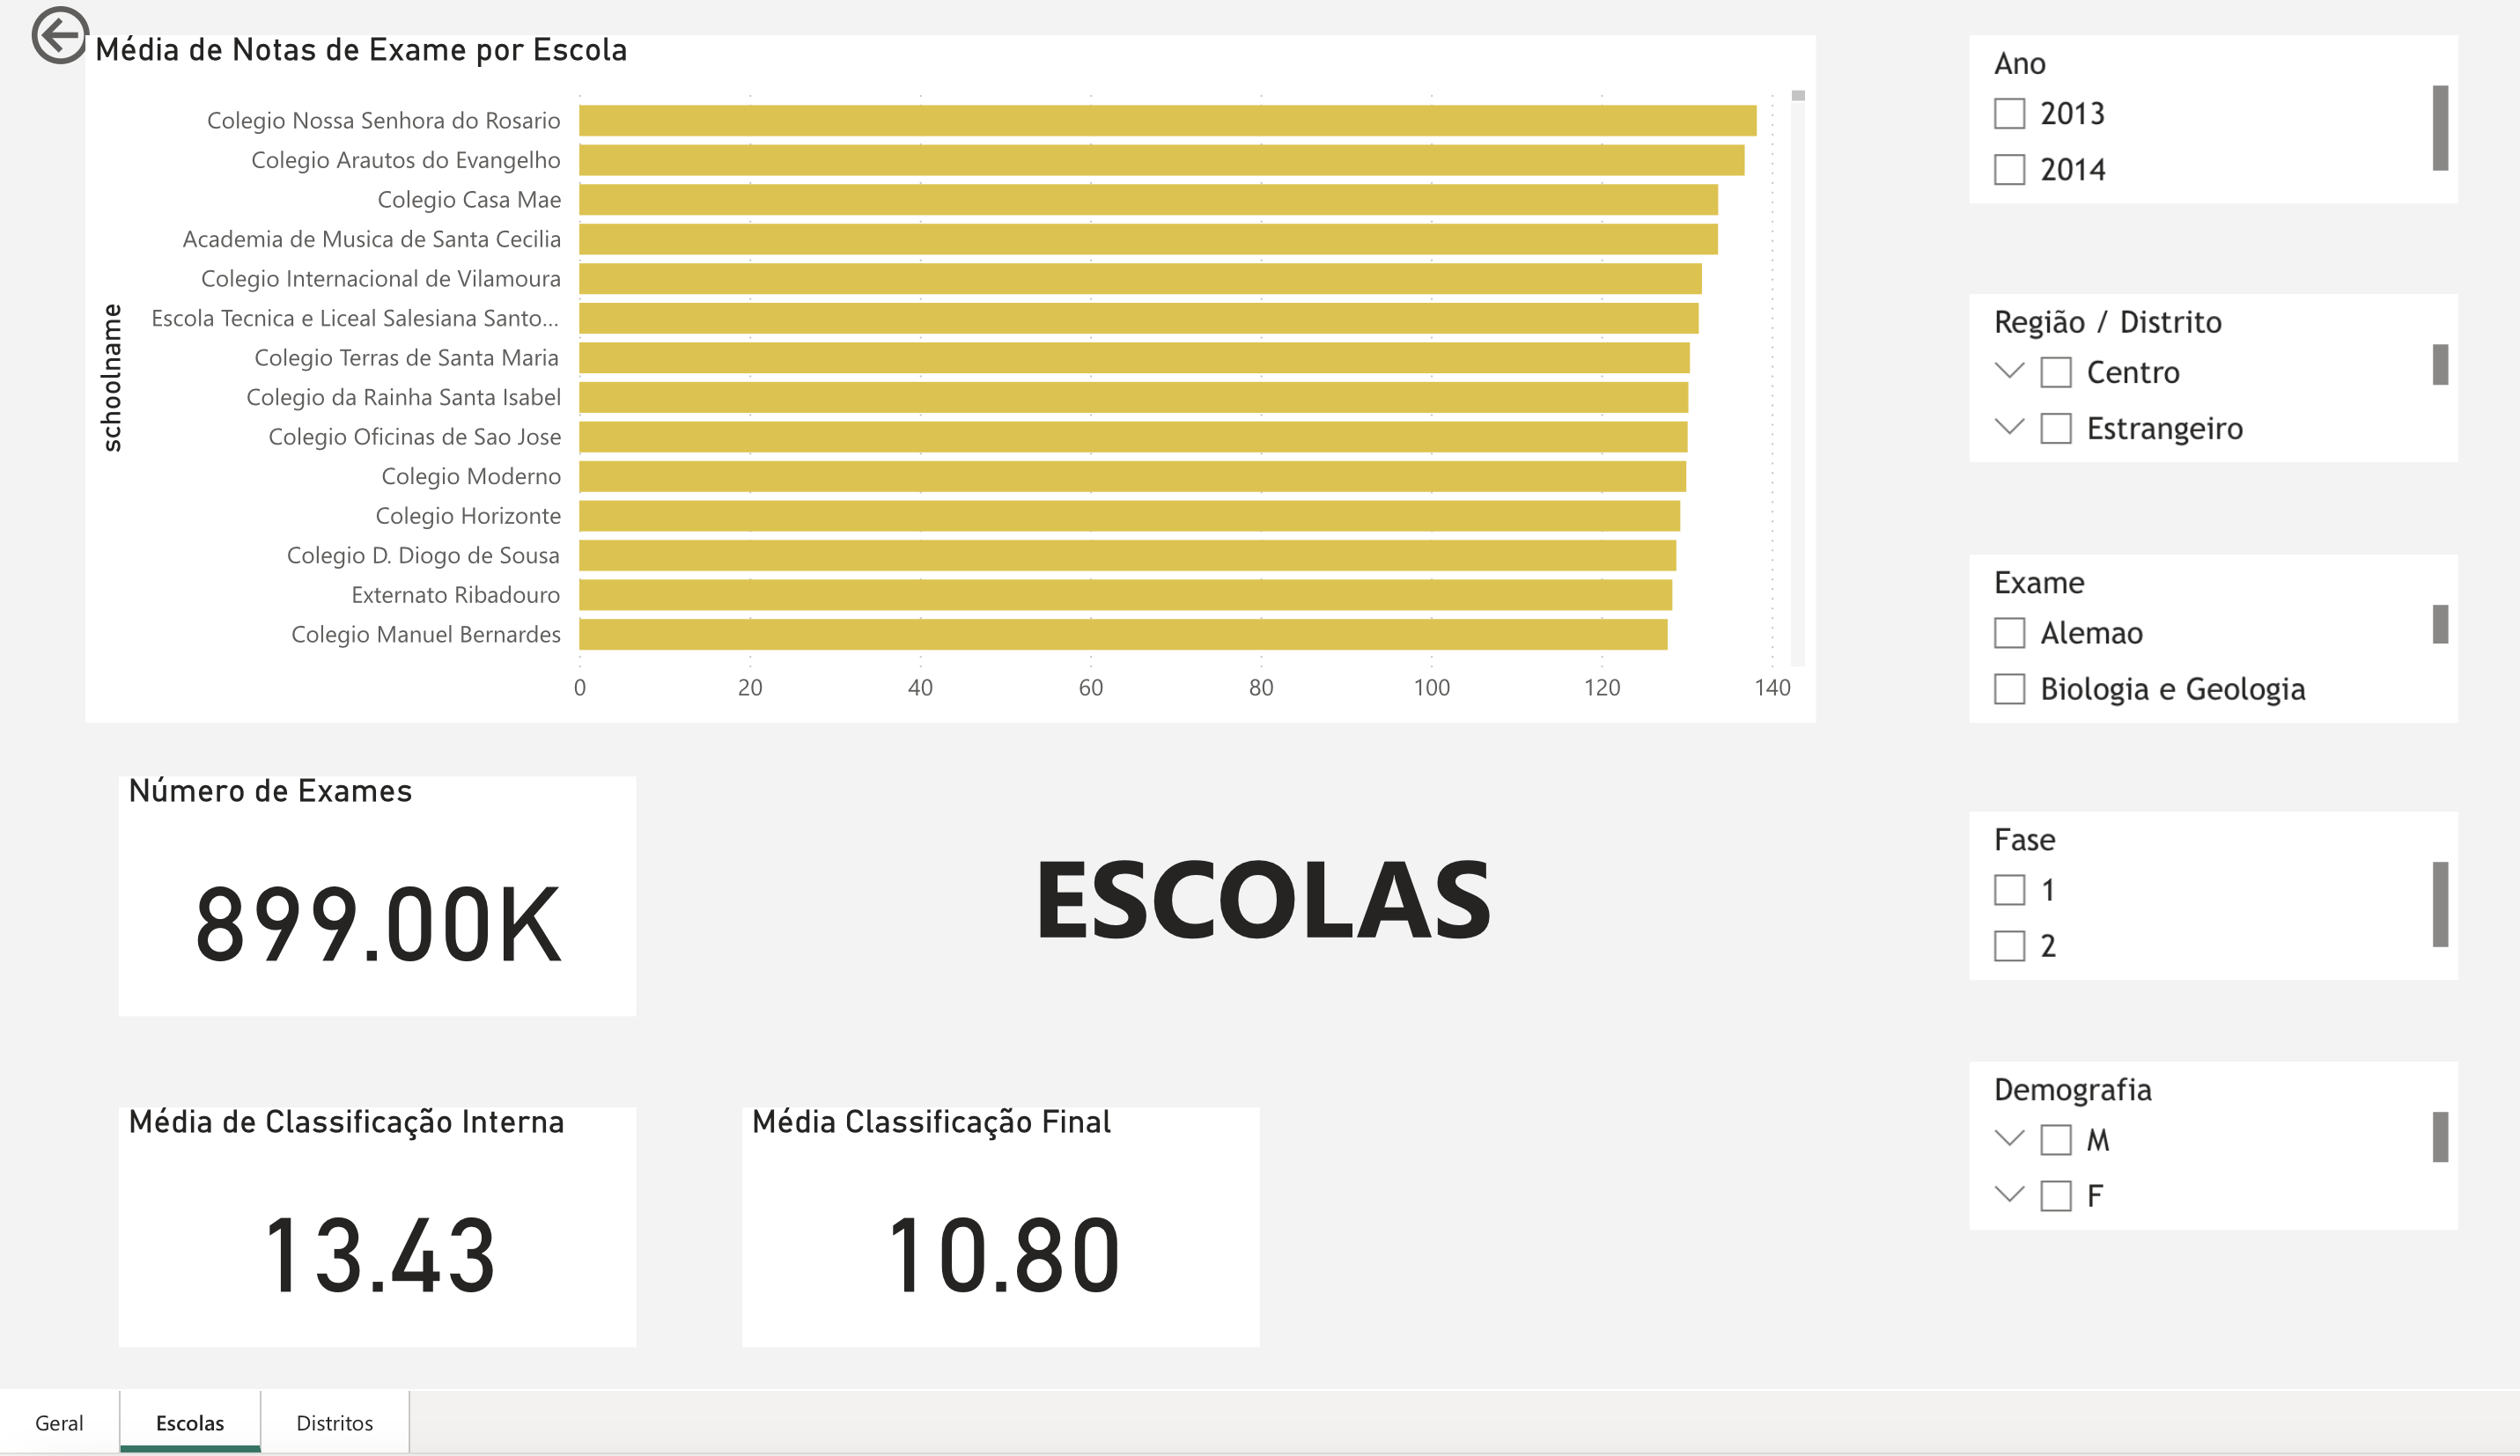 Média de Notas de Exame por Escola
schoolname
Colegio Nossa Senhora do Rosario
Colegio Arautos do Evangelho
Colegio Casa Mae
Academia de Musica de Santa Cecilia
Colegio Internacional de Vilamoura
Escola Tecnica e Liceal Salesiana Santo...
Colegio Terras de Santa Maria
Colegio da Rainha Santa Isabel
Colegio Oficinas de Sao Jose
Colegio Moderno
Colegio Horizonte
Colegio D. Diogo de Sousa
Externato Ribadouro
Colegio Manuel Bernardes
0 20 40 60 80 100 120 140
Ano
2013
2014
Região / Distrito
Centro
Estrangeiro
Exame
Alemao
Biologia e Geologia
Fase
1
2
Demografia
M
F
Número de Exames
899.00K
ESCOLAS
Média de Classificação Interna
13.43
Média Classificação Final
10.80
Geral Escolas Distritos